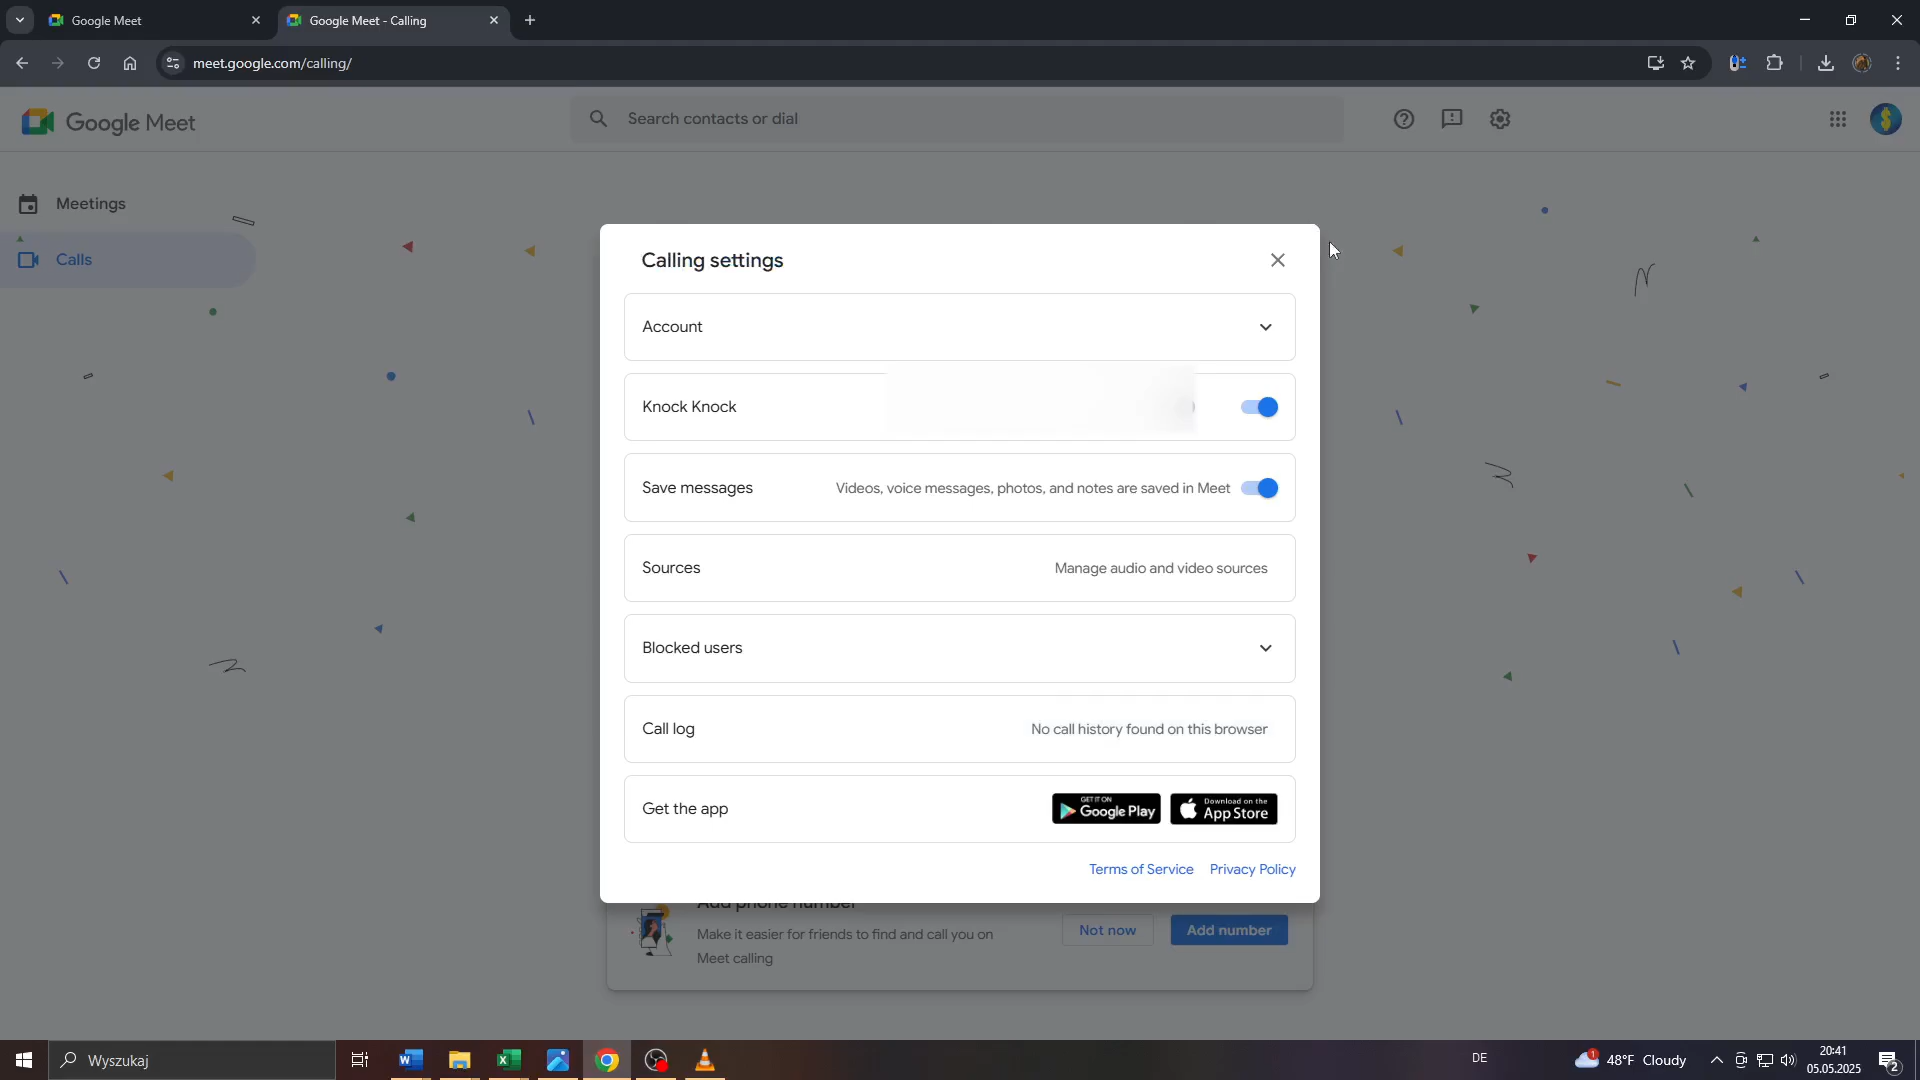 Google Meet
Google Meet - Calling
meet.google.com/calling/
Google Meet
Search contacts or dial
Meetings
Calls
Calling settings
Account
Knock Knock
Save messages
Videos, voice messages, photos, and notes are saved in Meet
Sources
Manage audio and video sources
Blocked users
Call log
No call history found on this browser
Get the app
GET IT ON
Google Play
Download on the
App Store
Terms of Service
Privacy Policy
Add phone number
Make it easier for friends to find and call you on
Meet calling
Not now
Add number
Wyszukaj
DE
1
48°F Cloudy
20:41
05.05.2025
2